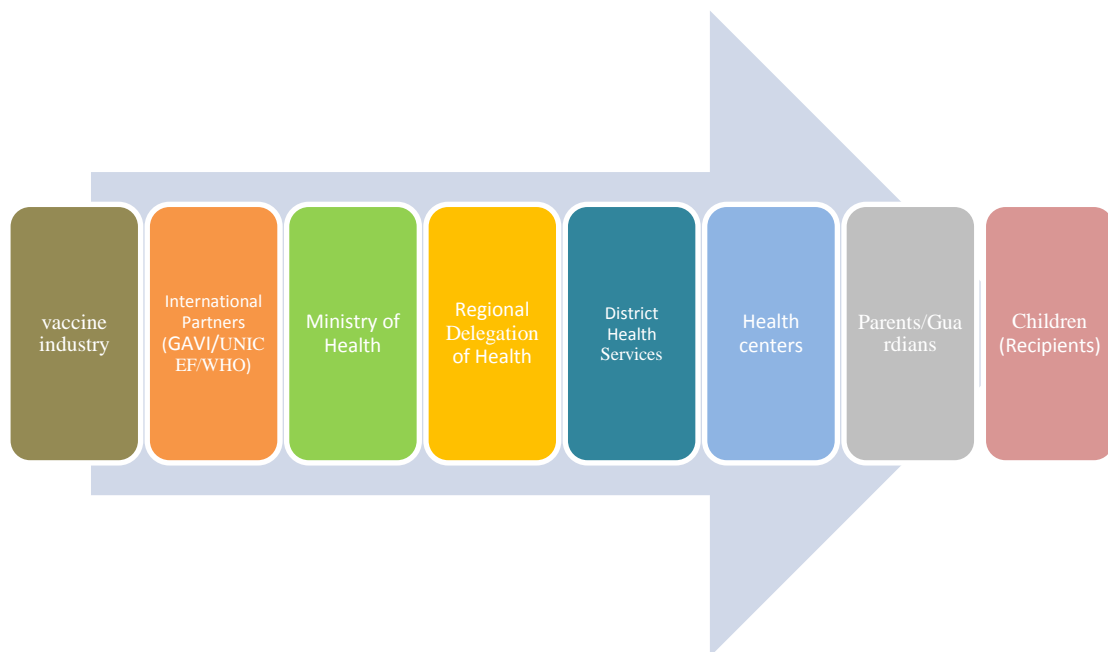 vaccine
industry
International
Partners
(GAVI/UNIC
EF/WHO)
Ministry of
Health
Regional
Delegation
of Health
District
Health
Services
Health
centers
Parents/Gua
rdians
Children
(Recipients)